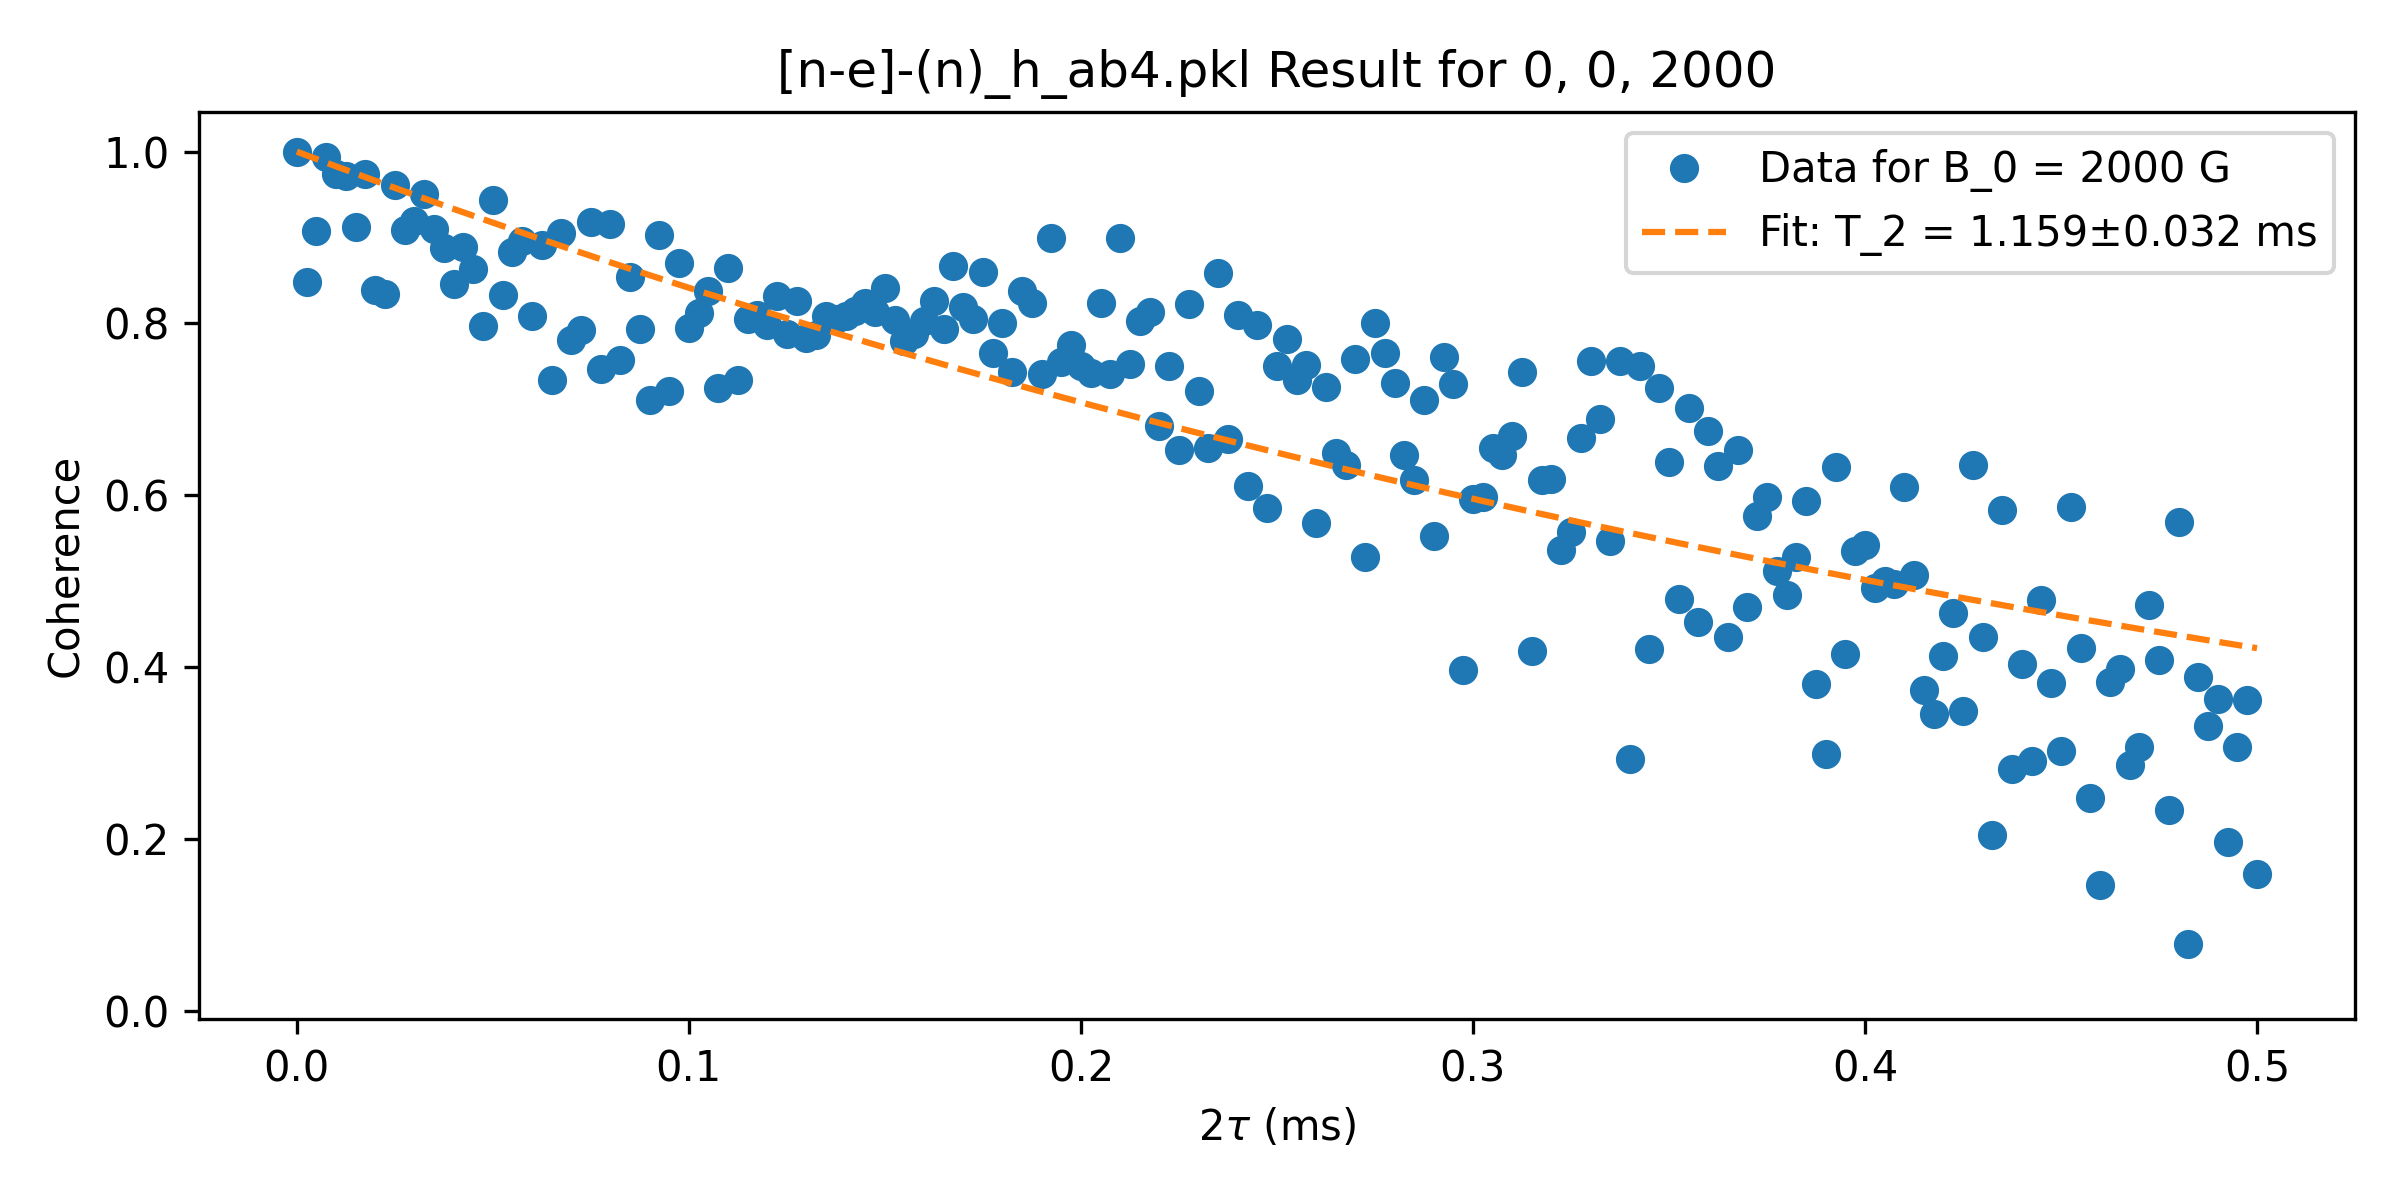 [n-e]-(n)_h_ab4.pkl Result for 0, 0, 2000
Data for B_0 = 2000 G
Fit: T_2 = 1.159±0.032 ms
Coherence
1.0
0.8
0.6
0.4
0.2
0.0
0.0 0.1 0.2 0.3 0.4 0.5
2τ (ms)